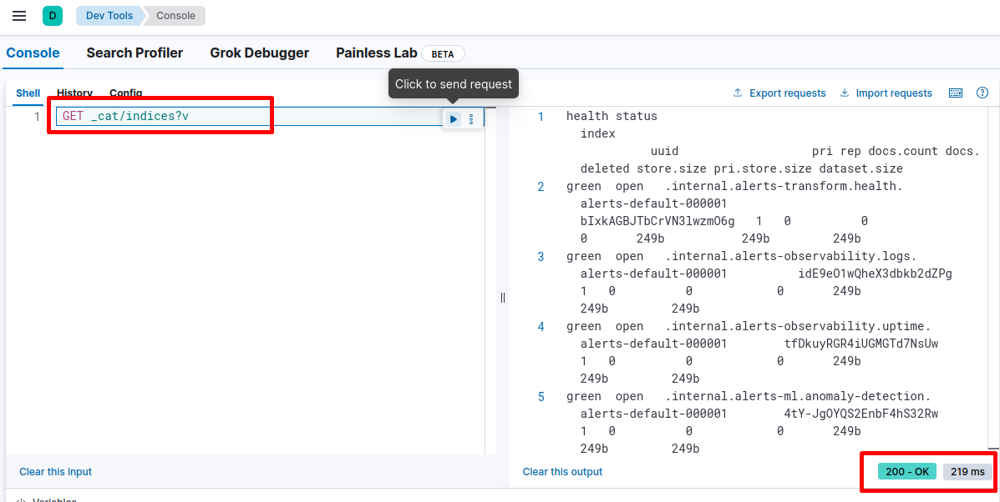 D Dev Tools Console
Console Search Profiler Grok Debugger Painless Lab BETA
Click to send request
Shell History Config Export requests Import requests
1 GET _cat/indices?v
1 health status
index
uuid pri rep docs.count docs.
deleted store.size pri.store.size dataset.size
2 green open .internal.alerts-transform.health.
alerts-default-000001
bIxkAGBJTbCrVN3lwzmO6g 1 0 0
0 249b 249b 249b
3 green open .internal.alerts-observability.logs.
alerts-default-000001 idE9eO1wQheX3dbkb2dZPg
1 0 0 0 249b
249b 249b
4 green open .internal.alerts-observability.uptime.
alerts-default-000001 tfDkuyRGR4iUGMGTd7NsUw
1 0 0 0 249b
249b 249b
5 green open .internal.alerts-ml.anomaly-detection.
alerts-default-000001 4tY-JgOYQS2EnbF4hS32Rw
1 0 0 0 249b
249b 249b
Clear this input Clear this output 200 - OK 219 ms
Variables